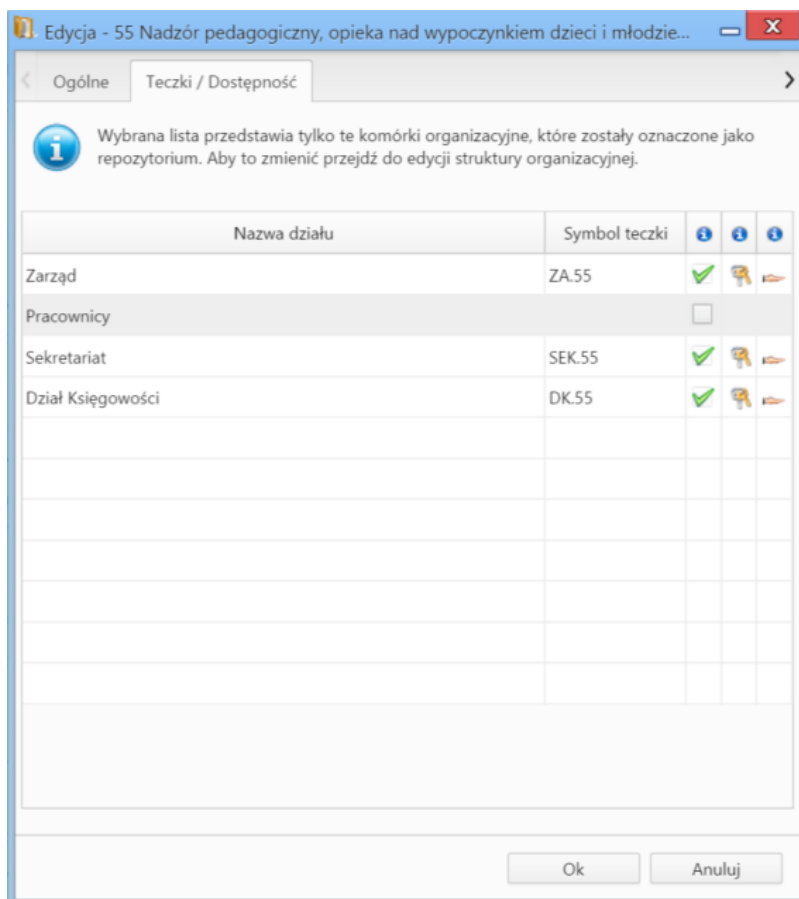 Edycja - 55 Nadzór pedagogiczny, opieka nad wypoczynkiem dzieci i młodzie...
Ogólne
Teczki / Dostępność
Wybrana lista przedstawia tylko te komórki organizacyjne, które zostały oznaczone jako
repozytorium. Aby to zmienić przejdź do edycji struktury organizacyjnej.
Nazwa działu Symbol teczki
Zarząd ZA.55
Pracownicy
Sekretariat SEK.55
Dział Księgowości DK.55
Ok Anuluj